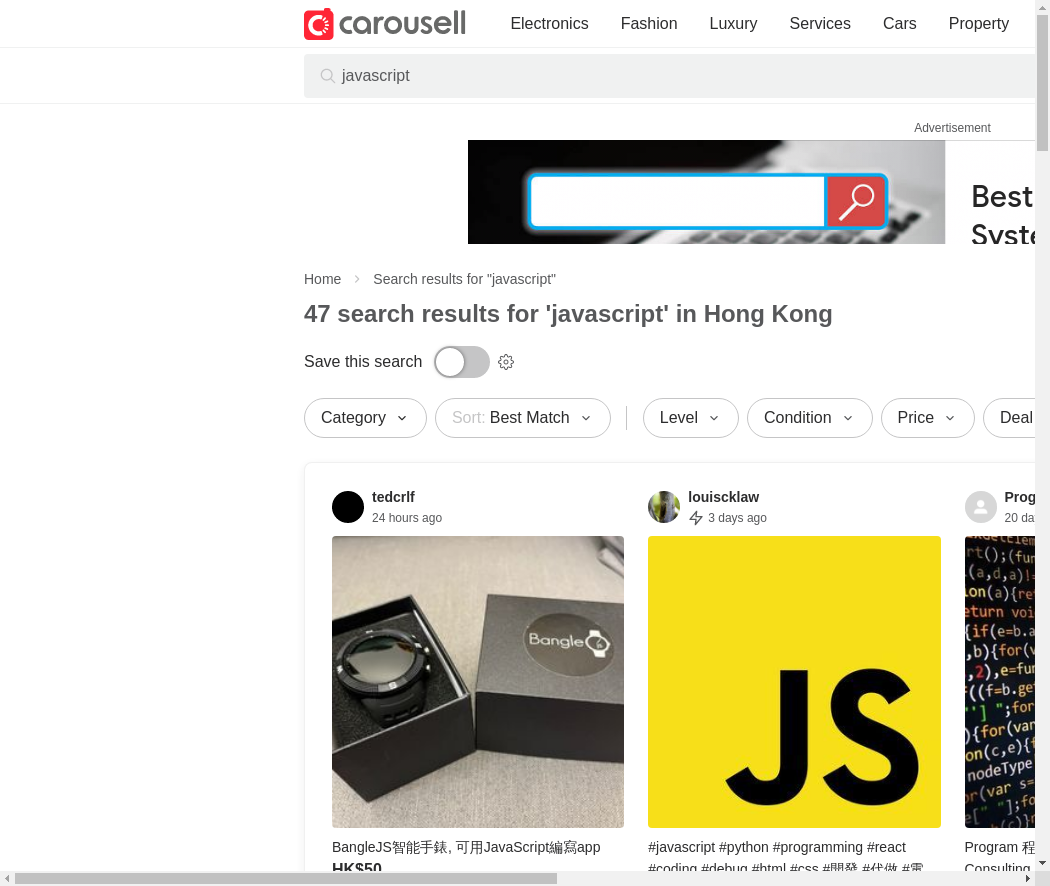 carousell
Electronics Fashion Luxury Services Cars Property
javascript
Advertisement
Best
Home Search results for "javascript"
47 search results for 'javascript' in Hong Kong
Save this search
Category Sort: Best Match Level Condition Price Deal
tedcrlf
24 hours ago
louiscklaw
3 days ago
Prog
20 da
Bangle
JS
BangleJS智能手錶, 可用JavaScript編寫app
HK$50
#javascript #python #programming #react
#coding #debug #html #css #開發 #代做 #電
Program 程
Consulting